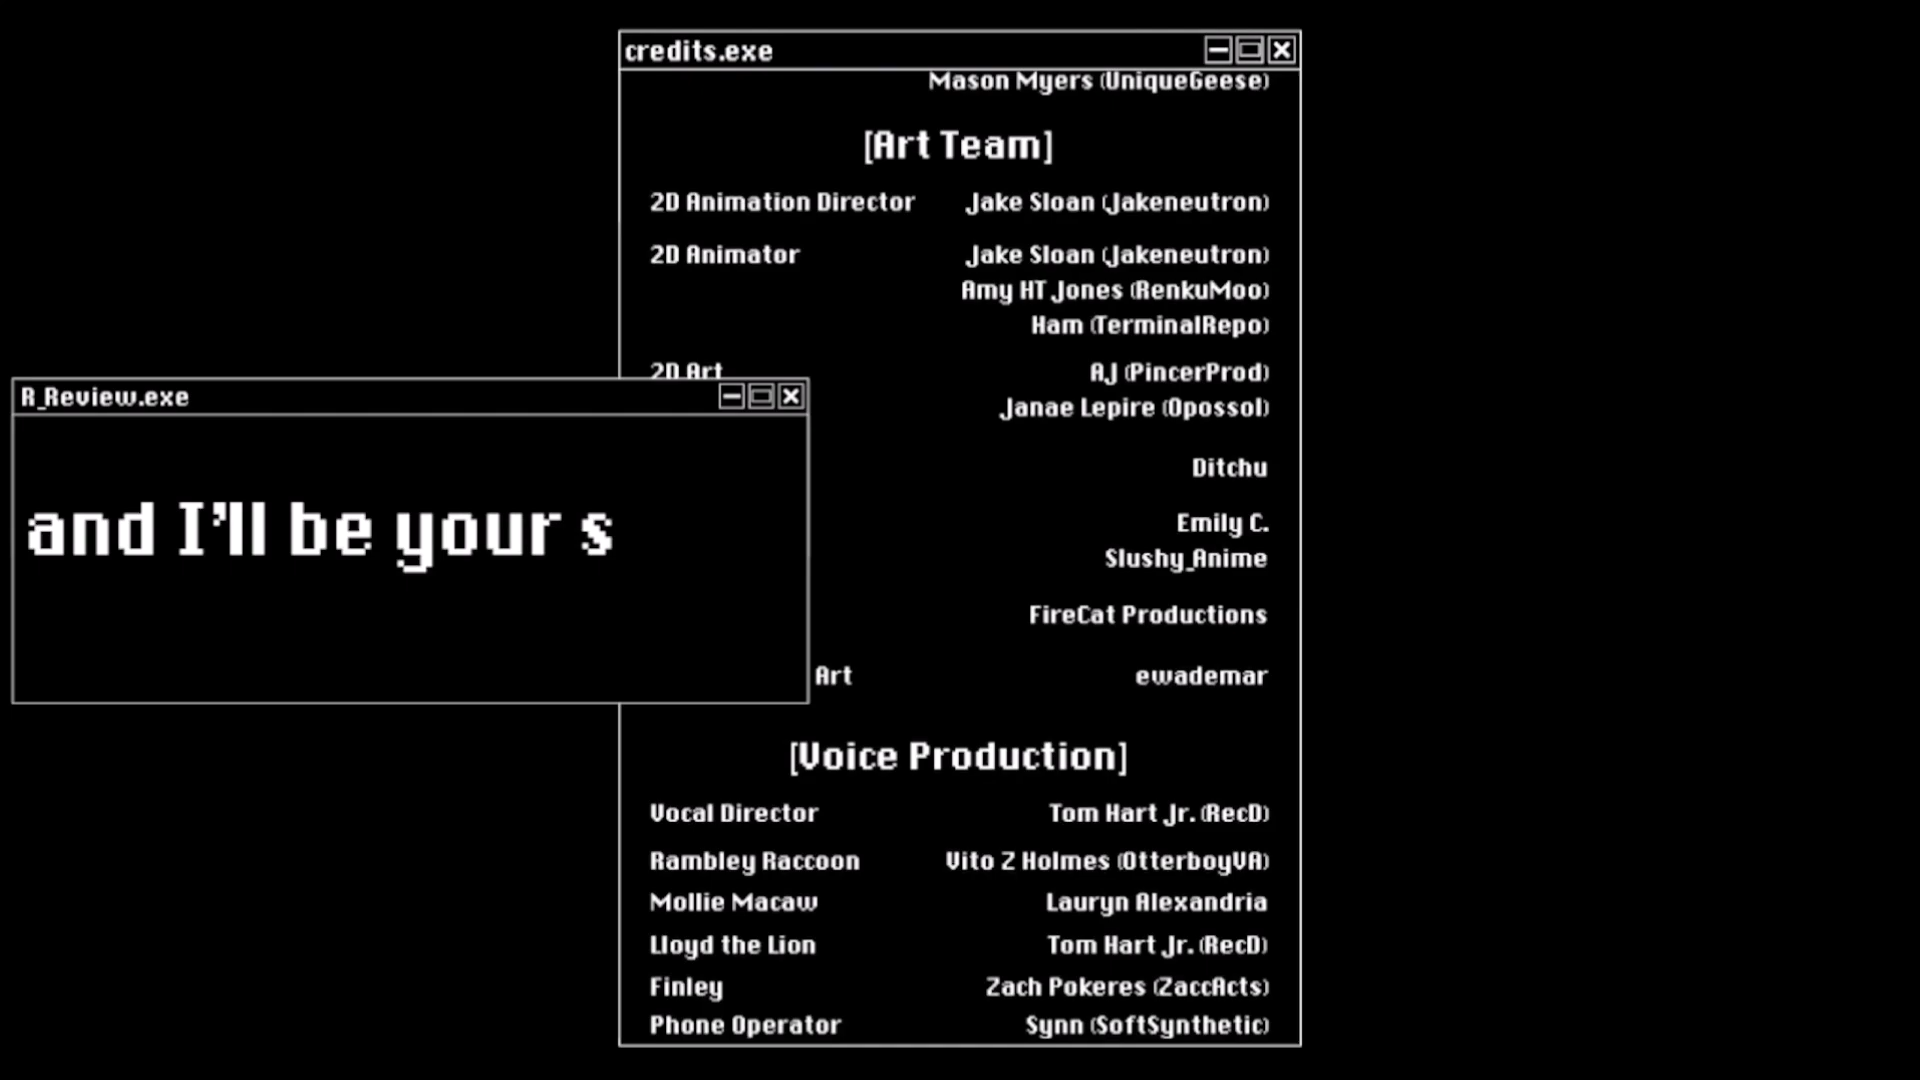 credits.exe
Mason Myers (UniqueGeese)
[Art Team]
2D Animation Director Jake Sloan (Jakeneutron)
2D Animator Jake Sloan (Jakeneutron)
Amy HT Jones (RenkuMoo)
Ham (TerminalRepo)
2D Art AJ (PincerProd)
Janae Lepire (Opossol)
Ditchu
Emily C.
Slushy_Anime
FireCat Productions
Art ewademar
R_Review.exe
and I'll be your s
[Voice Production]
Vocal Director Tom Hart Jr. (RecD)
Rambley Raccoon Vito Z Holmes (OtterboyVA)
Mollie Macaw Lauryn Alexandria
Lloyd the Lion Tom Hart Jr. (RecD)
Finley Zach Pokeres (ZaccActs)
Phone Operator Synn (SoftSynthetic)